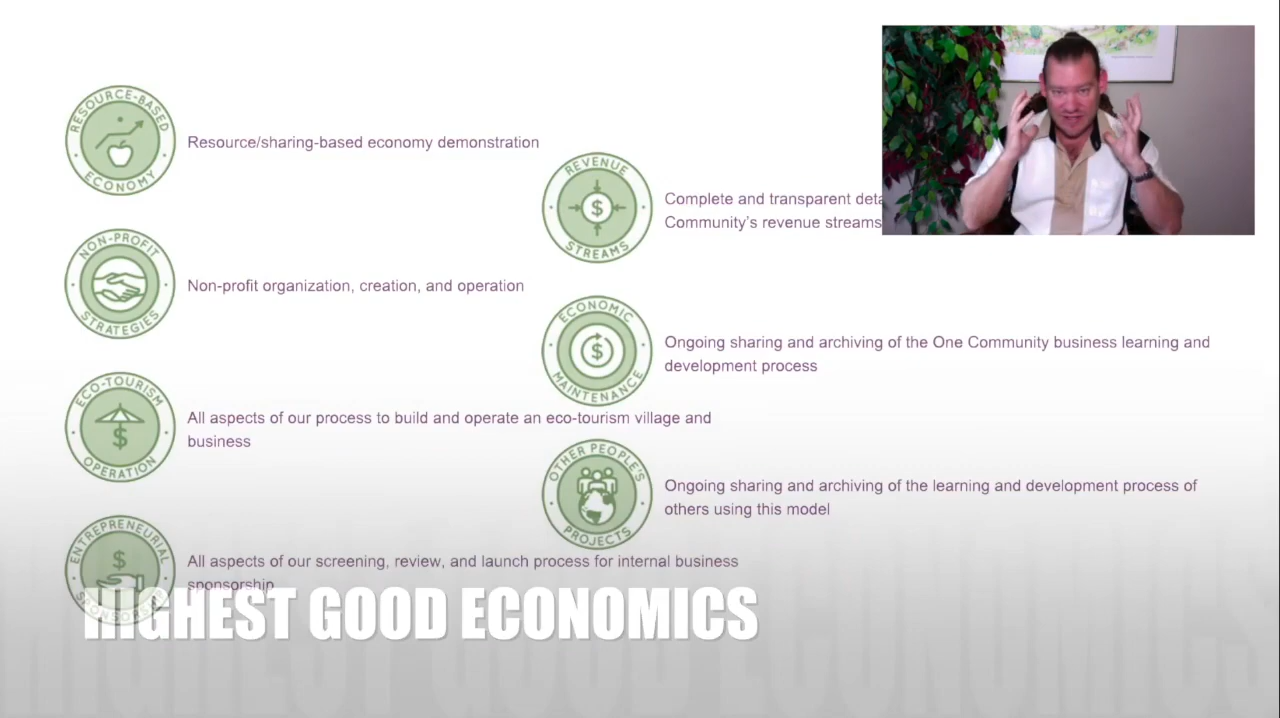 RESOURCE-BASED
ECONOMY
Resource/sharing-based economy demonstration
NON-PROFIT
STRATEGIES
Non-profit organization, creation, and operation
ECO-TOURISM
$
OPERATION
All aspects of our process to build and operate an eco-tourism village and
business
ENTREPRENEURIAL
$
SPONSORSHIP
All aspects of our screening, review, and launch process for internal business
sponsorship
REVENUE
$
STREAMS
Complete and transparent
Community's revenue streams
ECONOMIC
$
MAINTENANCE
Ongoing sharing and archiving of the One Community business learning and
development process
OTHER PEOPLE'S
PROJECTS
Ongoing sharing and archiving of the learning and development process of
others using this model
HIGHEST GOOD ECONOMICS
HIGHEST GOOD ECONOMICS